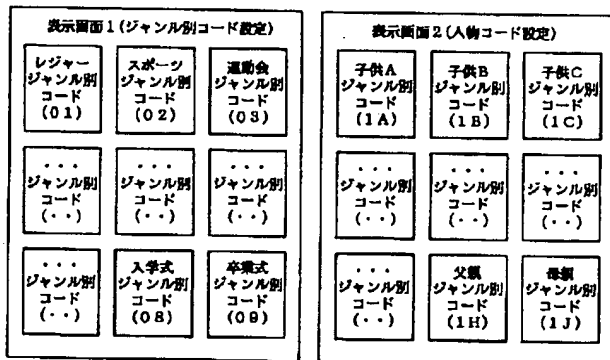 表示画面1(ジャンル別コード設定)
レジャー
ジャンル別
コード
(01)
スポーツ
ジャンル別
コード
(02)
運動会
ジャンル別
コード
(03)
・・・
ジャンル別
コード
(・・)
・・・
ジャンル別
コード
(・・)
・・・
ジャンル別
コード
(・・)
・・・
ジャンル別
コード
(・・)
入学式
ジャンル別
コード
(08)
卒業式
ジャンル別
コード
(09)
表示画面2(人物コード設定)
子供A
ジャンル別
コード
(1A)
子供B
ジャンル別
コード
(1B)
子供C
ジャンル別
コード
(1C)
・・・
ジャンル別
コード
(・・)
・・・
ジャンル別
コード
(・・)
・・・
ジャンル別
コード
(・・)
・・・
ジャンル別
コード
(・・)
父親
ジャンル別
コード
(1H)
母親
ジャンル別
コード
(1J)